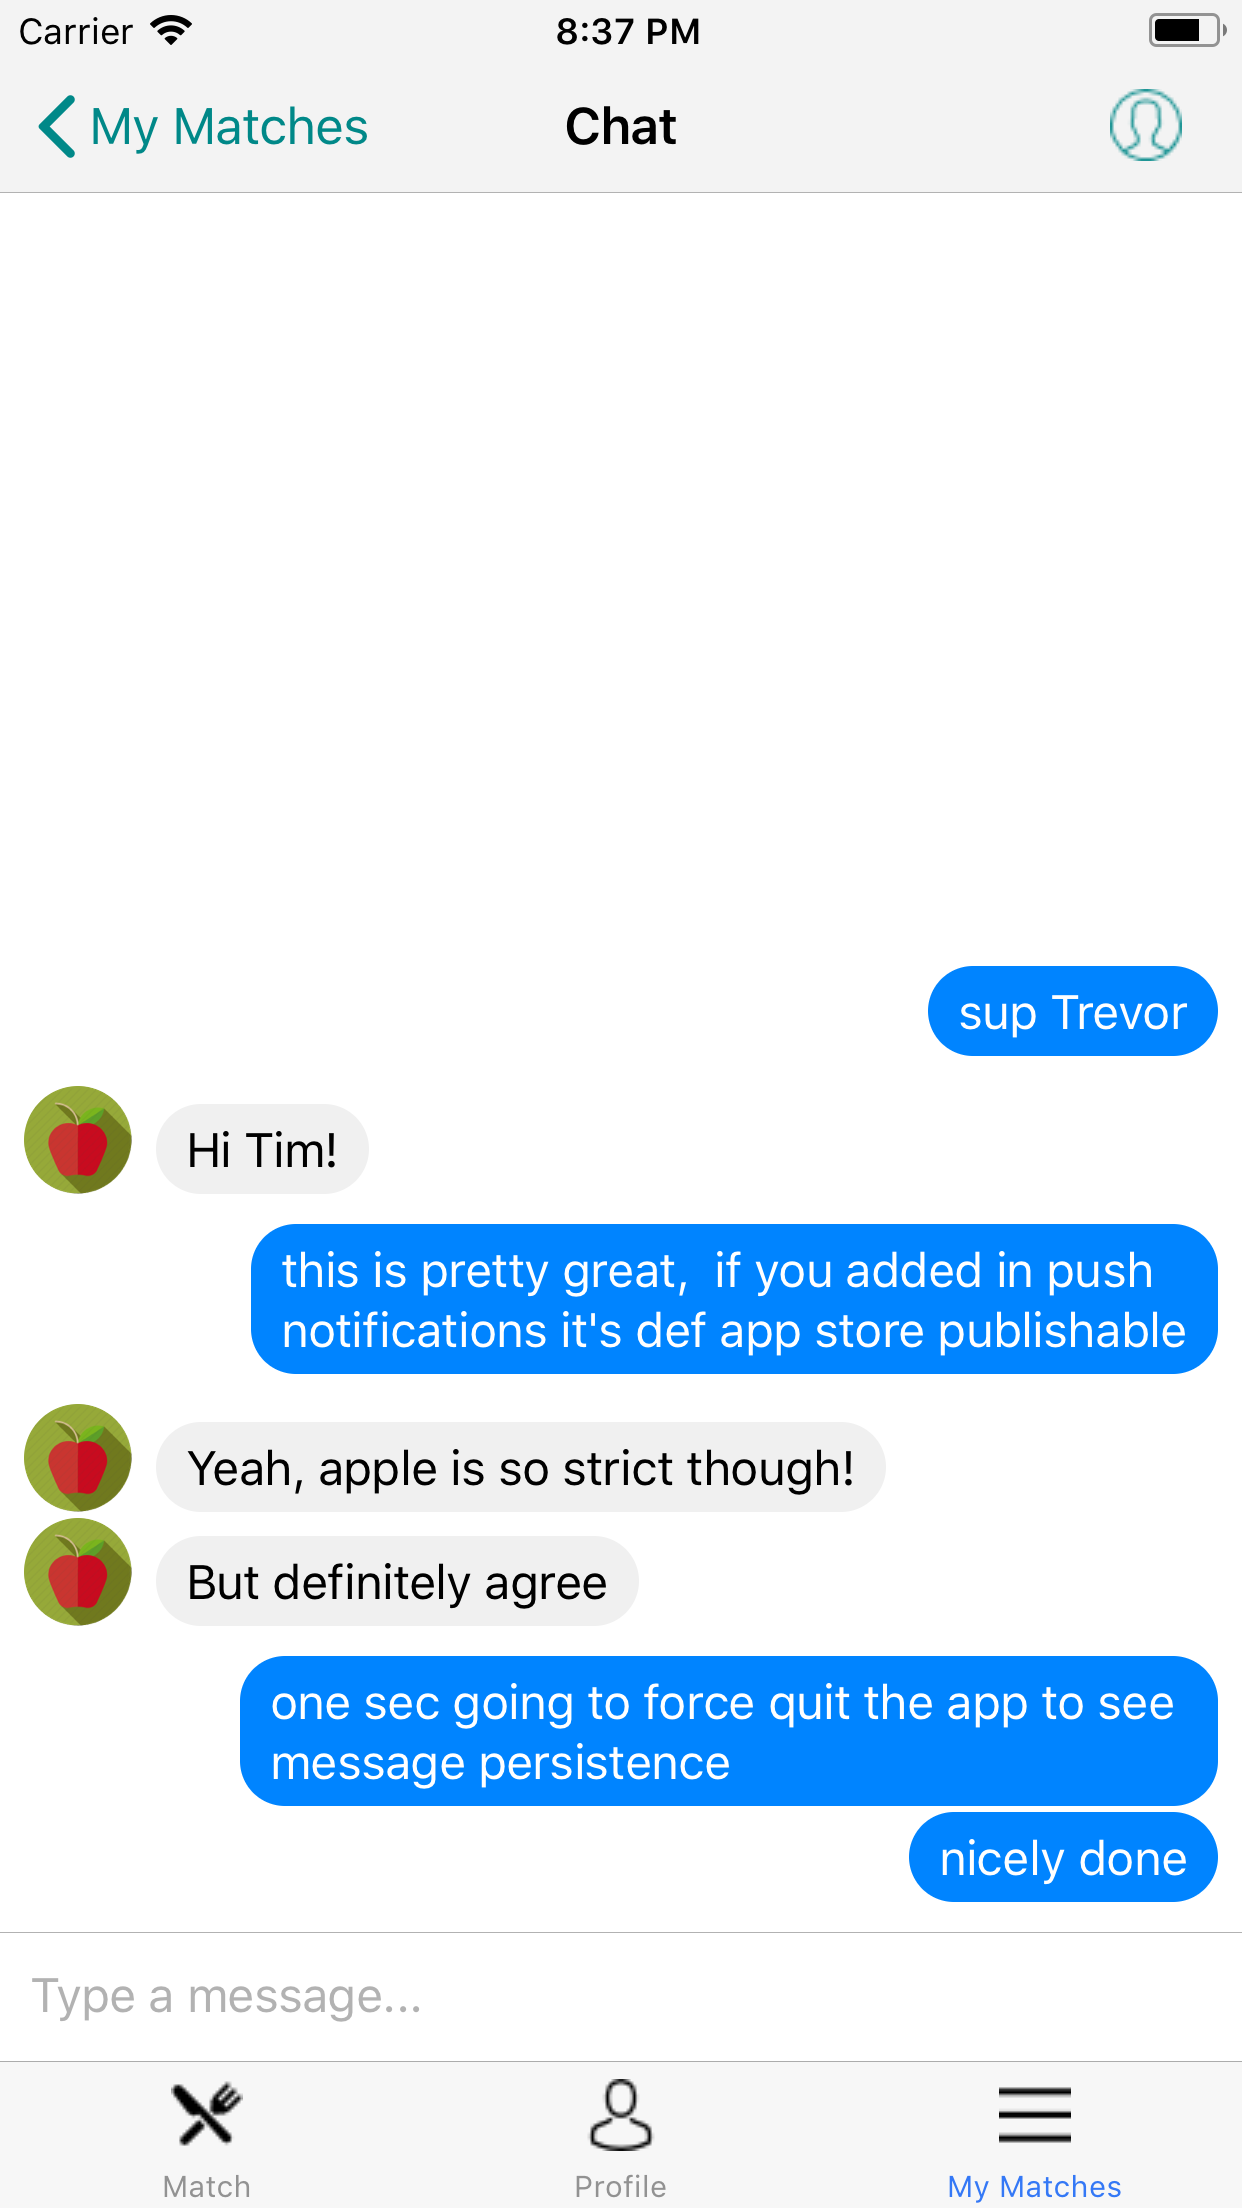 Carrier 8:37 PM
My Matches Chat
sup Trevor
Hi Tim!
this is pretty great,  if you added in push
notifications it's def app store publishable
Yeah, apple is so strict though!
But definitely agree
one sec going to force quit the app to see
message persistence
nicely done
Type a message...
Match Profile My Matches